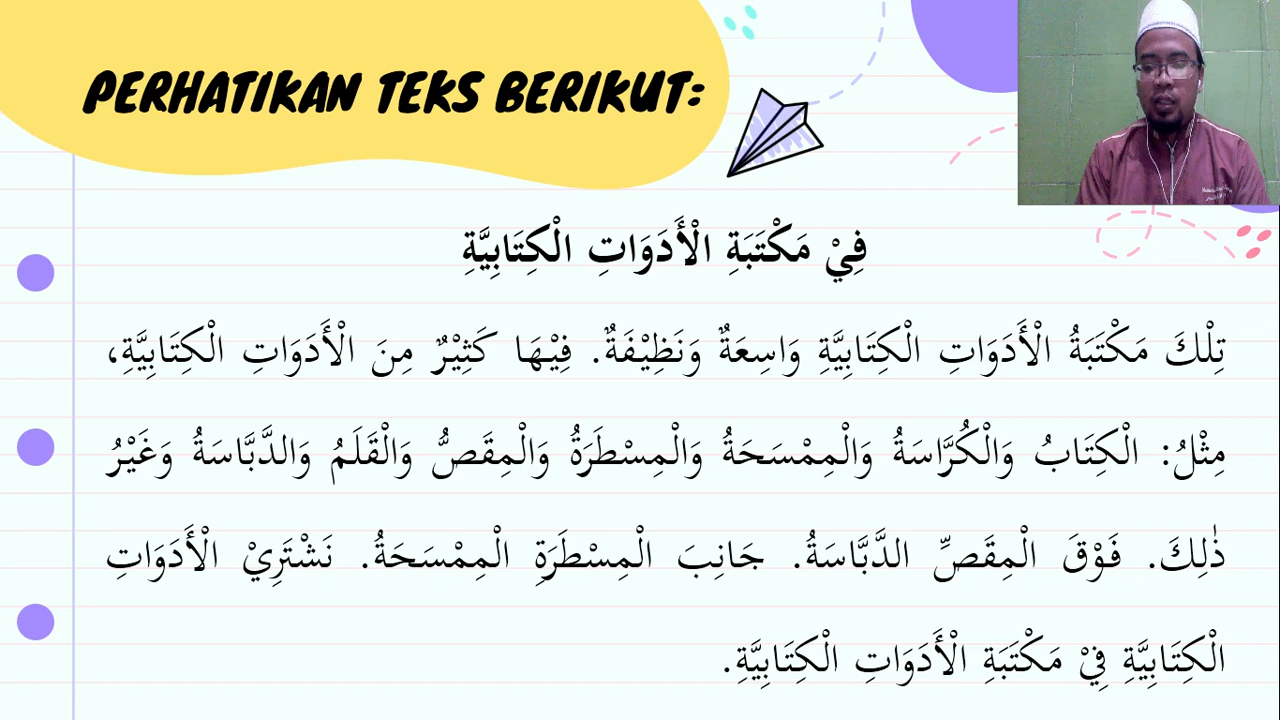 PERHATIKAN TEKS BERIKUT:
فِيْ مَكْتَبَةِ الْأَدَوَاتِ الْكِتَابِيَّةِ
تِلْكَ مَكْتَبَةُ الْأَدَوَاتِ الْكِتَابِيَّةِ وَاسِعَةٌ وَنَظِيْفَةٌ. فِيْهَا كَثِيْرٌ مِنَ الْأَدَوَاتِ الْكِتَابِيَّةِ،
مِثْلُ: الْكِتَابُ وَالْكُرَّاسَةُ وَالْمِمْسَحَةُ وَالْمِسْطَرَةُ وَالْمِقَصُّ وَالْقَلَمُ وَالدَّبَّاسَةُ وَغَيْرُ
ذٰلِكَ. فَوْقَ الْمِقَصِّ الدَّبَّاسَةُ. جَانِبَ الْمِسْطَرَةِ الْمِمْسَحَةُ. نَشْتَرِيْ الْأَدَوَاتِ
الْكِتَابِيَّةِ فِيْ مَكْتَبَةِ الْأَدَوَاتِ الْكِتَابِيَّةِ.